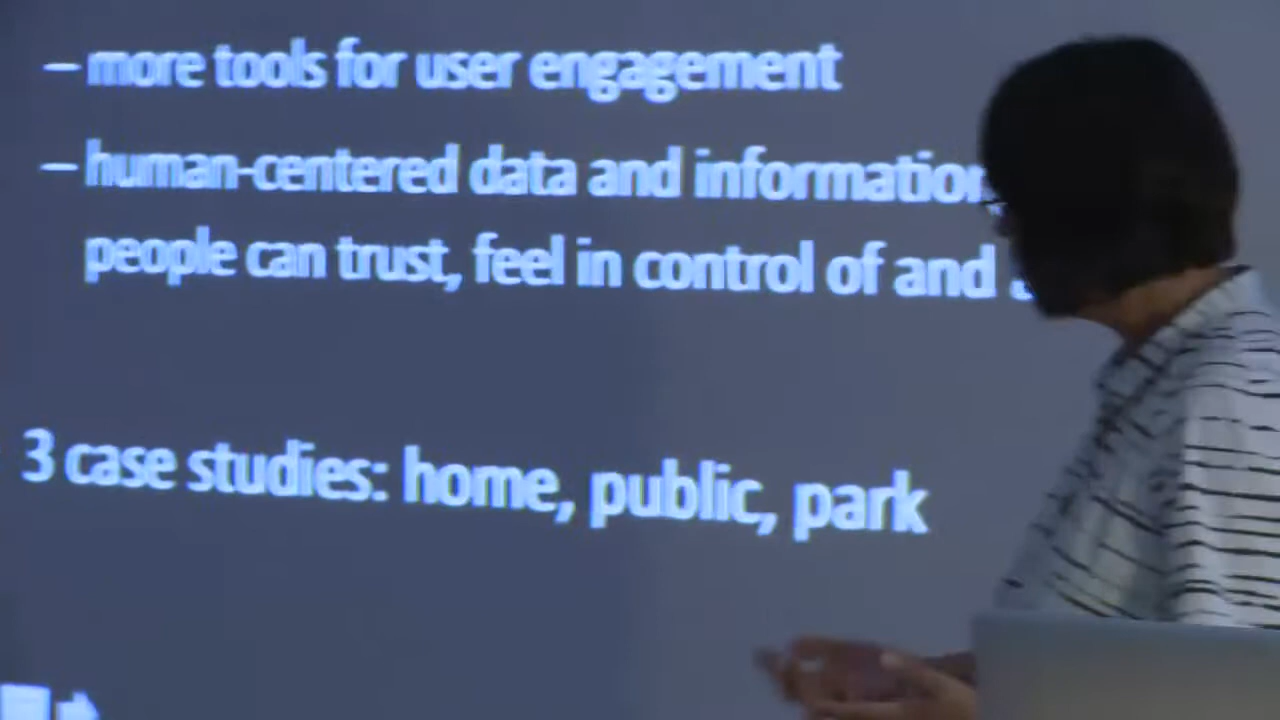 – more tools for user engagement
– human-centered data and information,
people can trust, feel in control of and
3 case studies: home, public, park